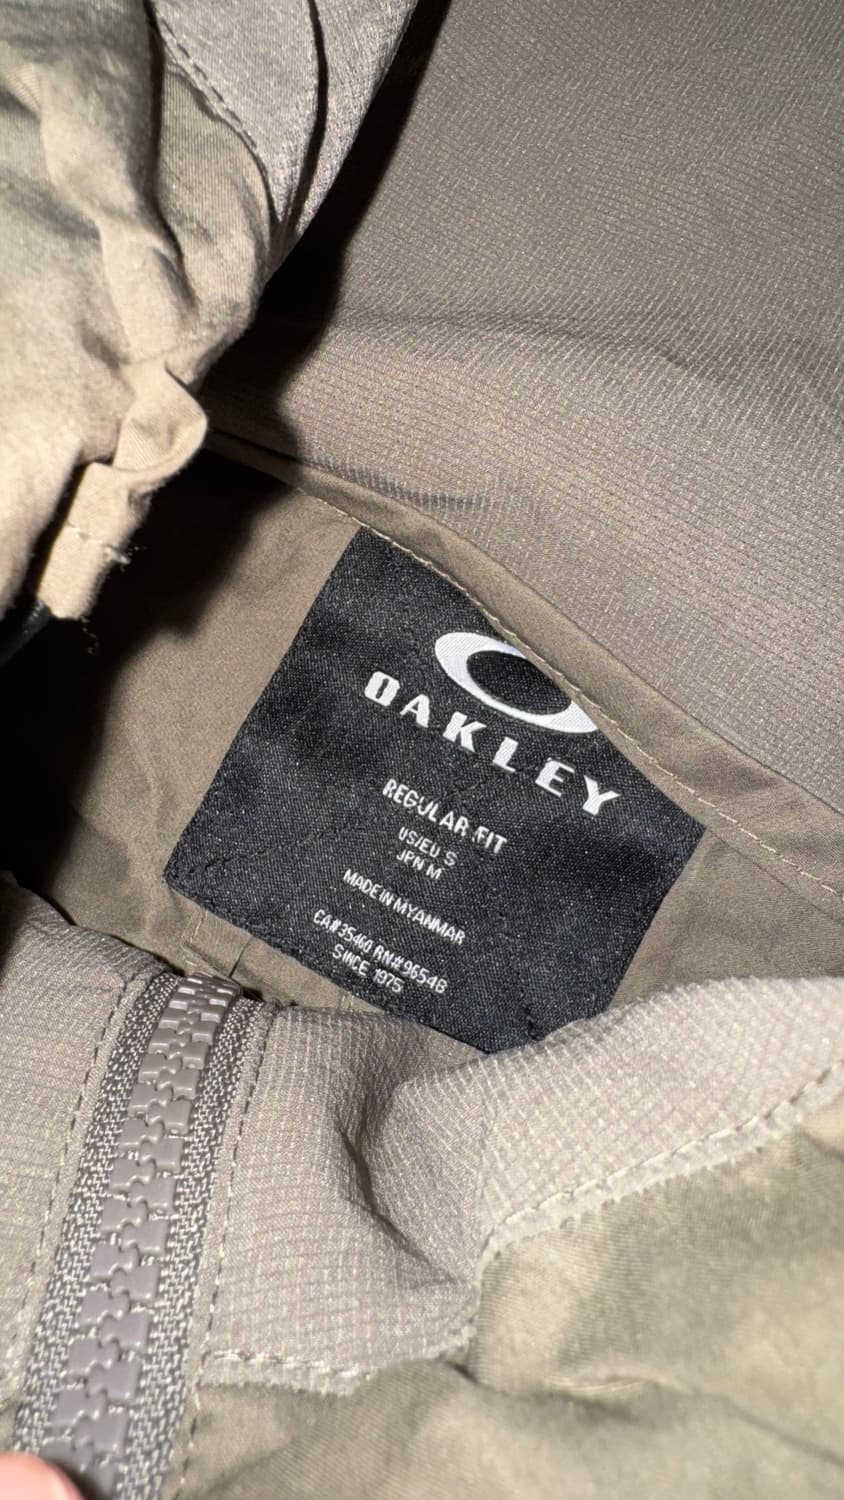 OAKLEY
REGULAR FIT
US/EU S
JPN M
MADE IN MYANMAR
CA# 35460 RN# 96548
SINCE 1975